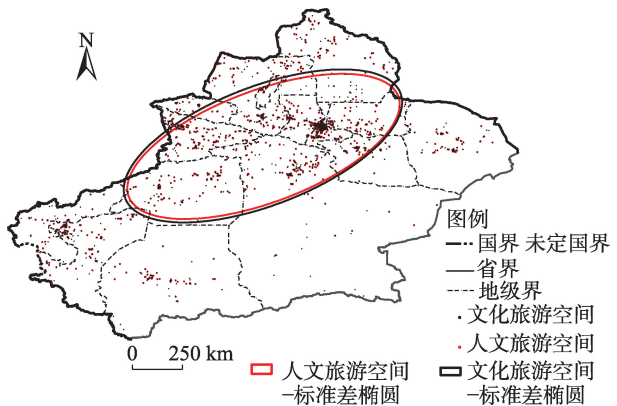 N
图例
国界 未定国界
省界
地级界
文化旅游空间
人文旅游空间
0 250 km
人文旅游空间
–标准差椭圆
文化旅游空间
–标准差椭圆